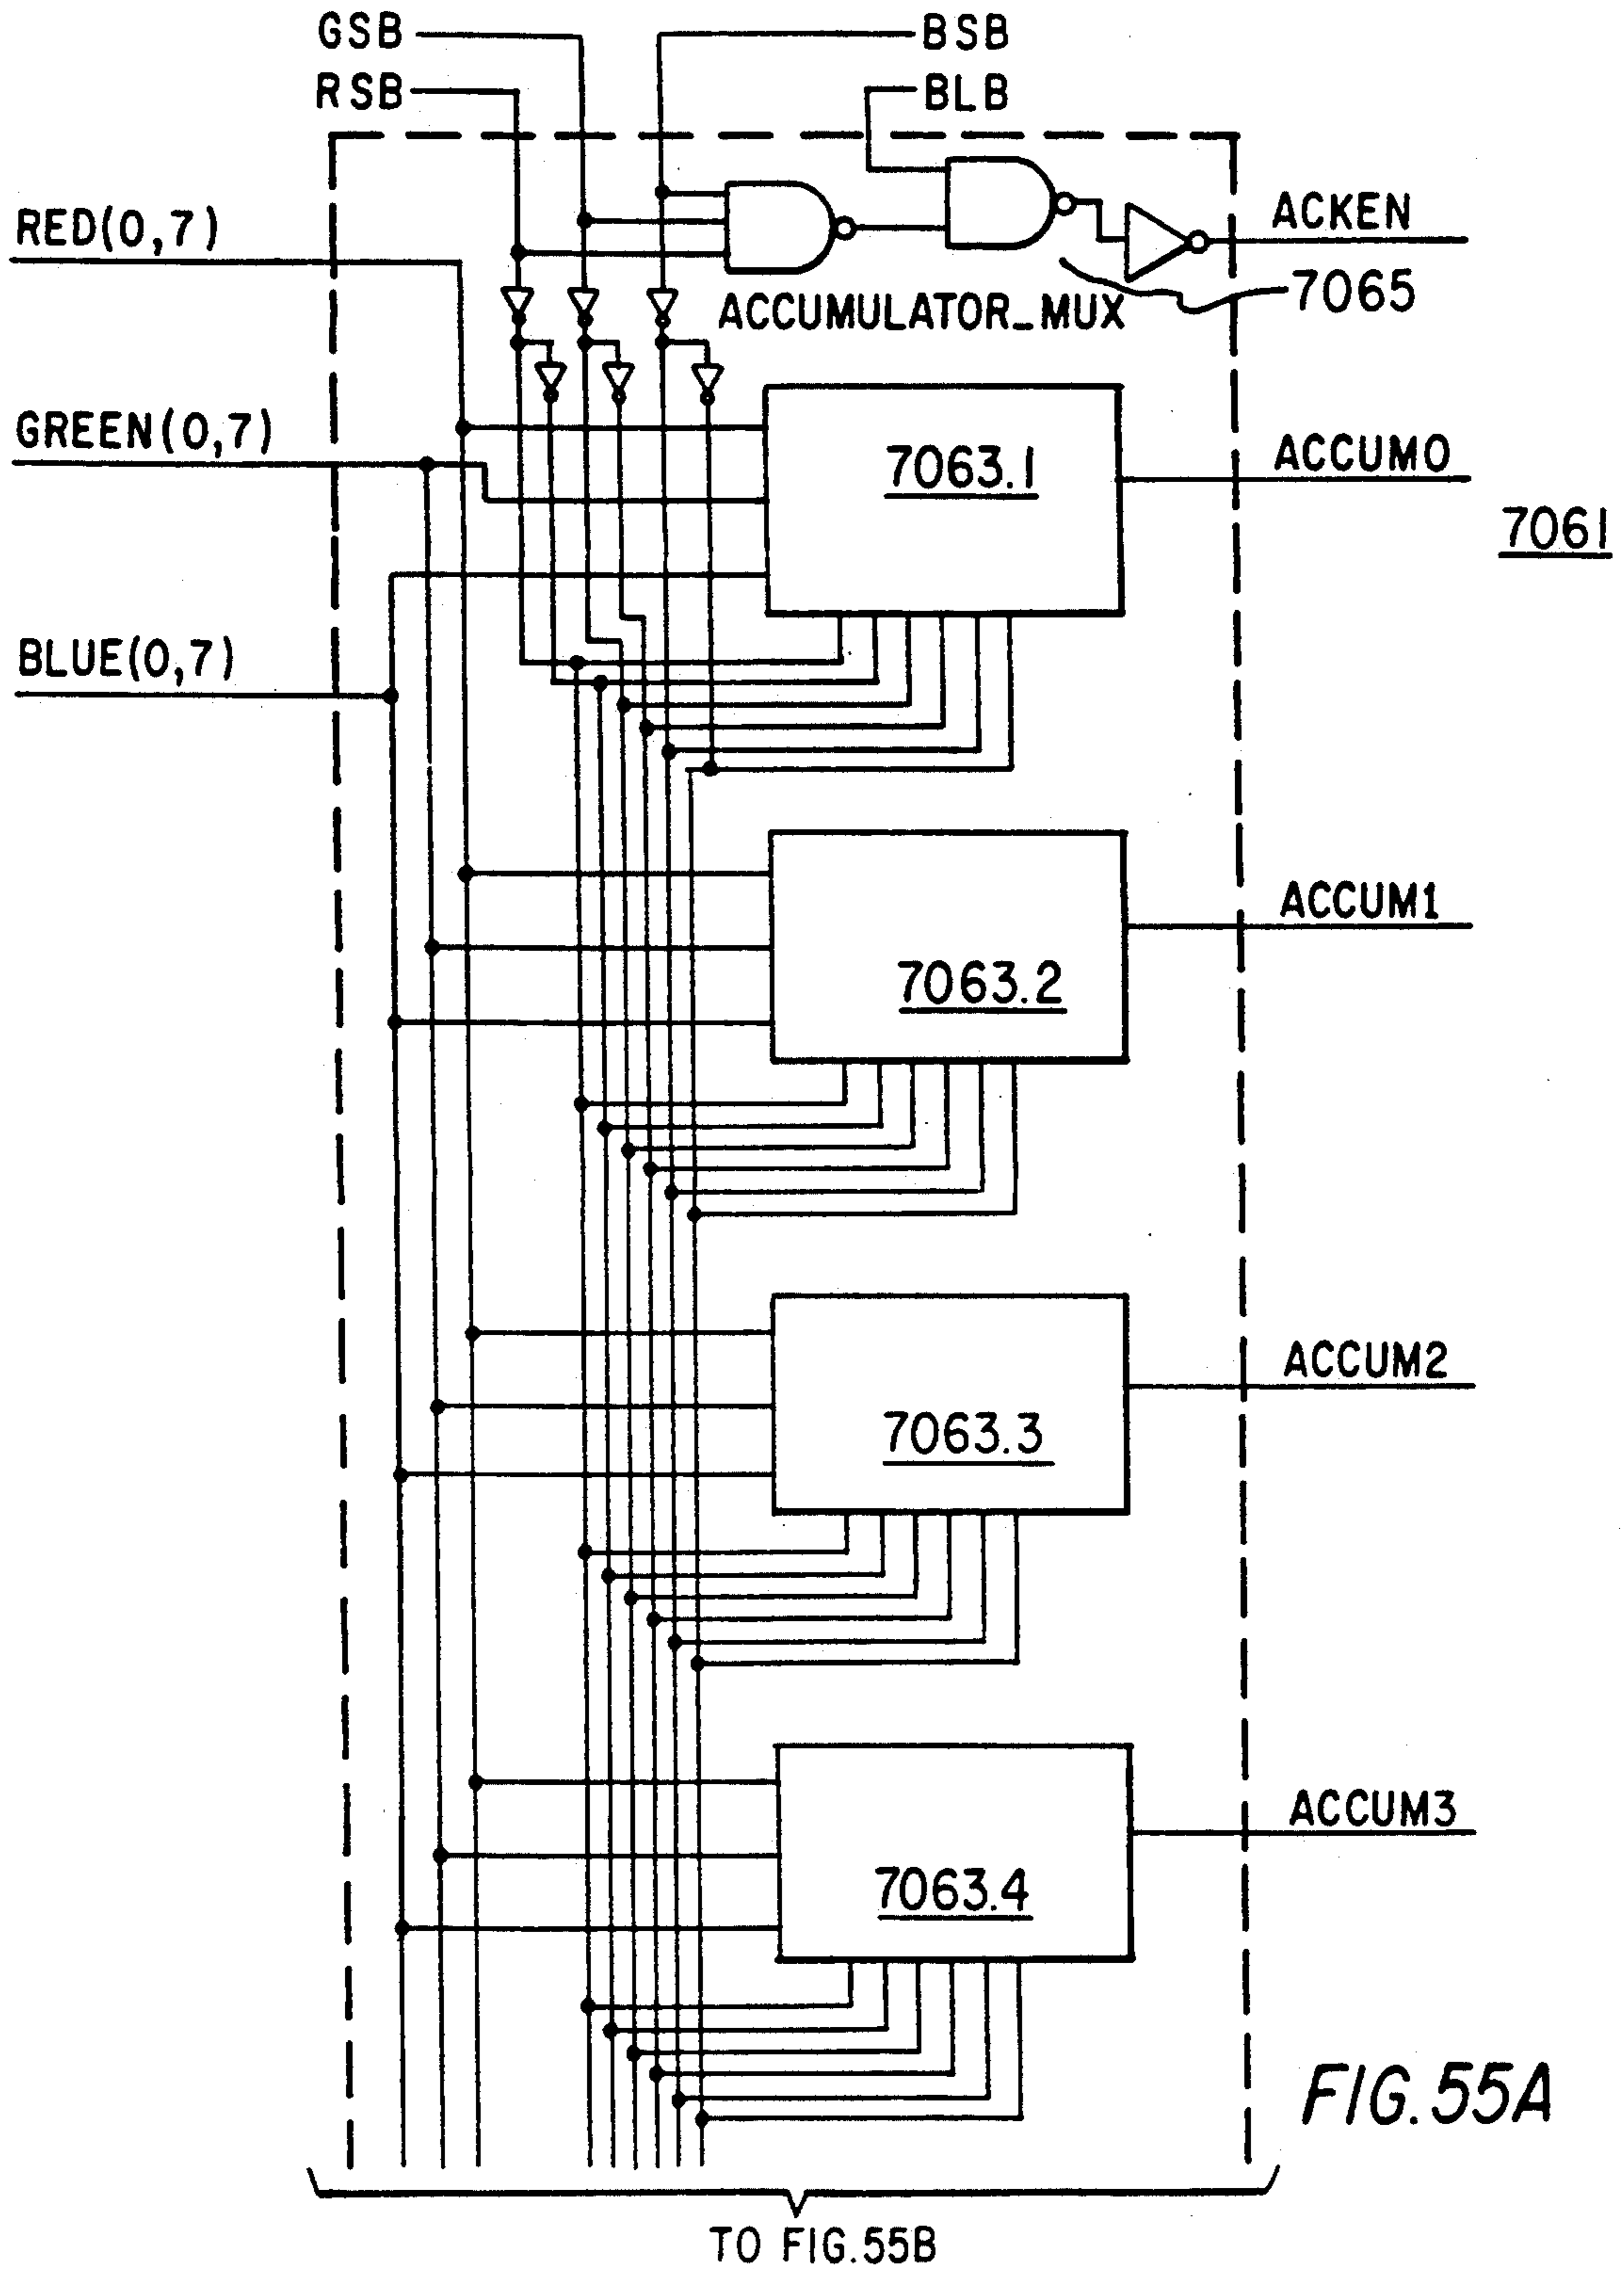 GSB
BSB
RSB
BLB
RED(0,7)
ACKEN
7065
ACCUMULATOR_MUX
GREEN(0,7)
7063.1
ACCUM0
7061
BLUE(0,7)
ACCUM1
7063.2
ACCUM2
7063.3
ACCUM3
7063.4
FIG.55A
TO FIG.55B